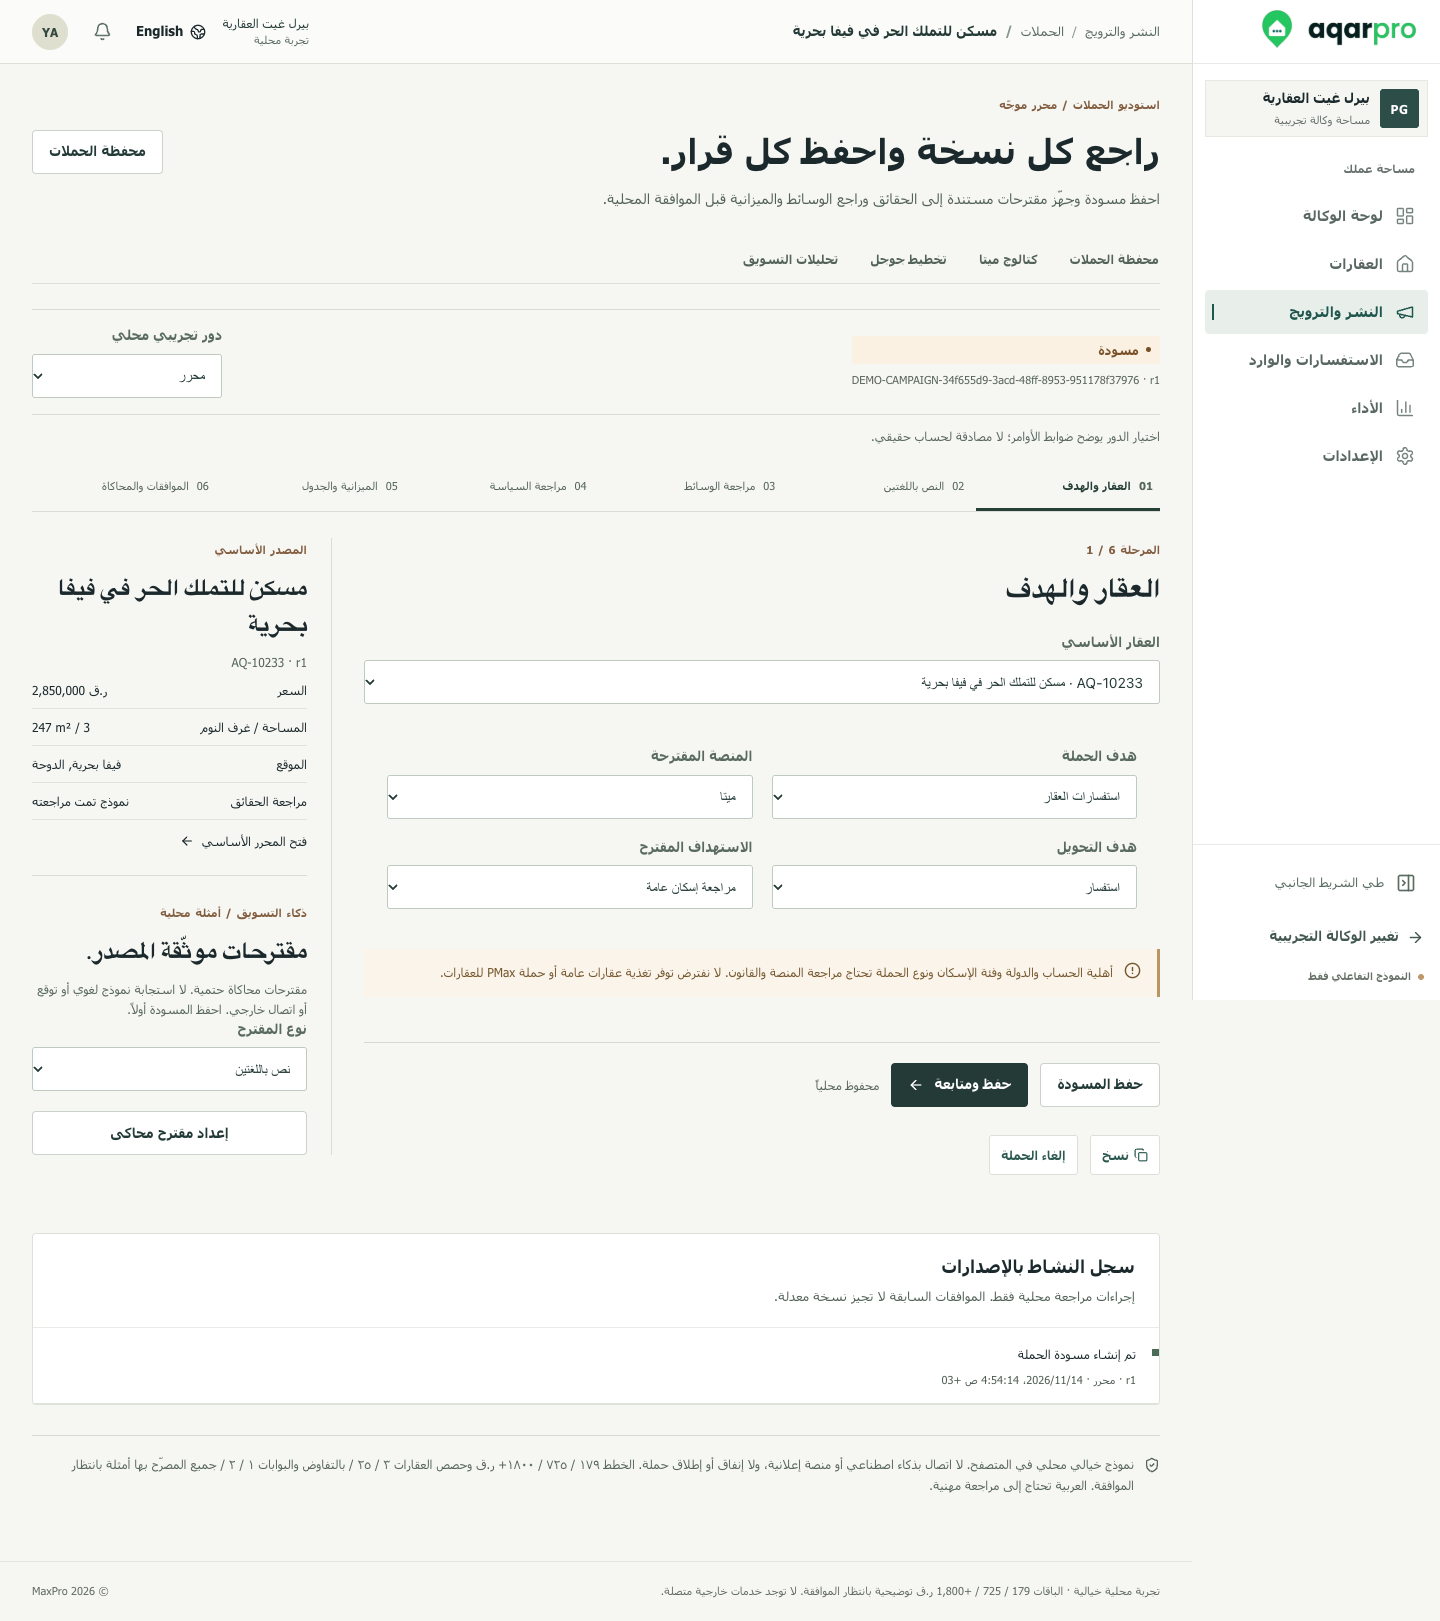 aqarpro
PG
بيرل غيت العقارية
مساحة وكالة تجريبية
مساحة عملك
لوحة الوكالة
العقارات
النشر والترويج
الاستفسارات والوارد
الأداء
الإعدادات
طي الشريط الجانبي
تغيير الوكالة التجريبية
النموذج التفاعلي فقط
النشر والترويج / الحملات / مسكن للتملك الحر في فيفا بحرية
بيرل غيت العقارية
تجربة محلية
English
YA
استوديو الحملات / محرر موجّه
راجع كل نسخة واحفظ كل قرار.
احفظ مسودة وجهّز مقترحات مستندة إلى الحقائق وراجع الوسائط والميزانية قبل الموافقة المحلية.
محفظة الحملات
محفظة الحملات
كتالوج ميتا
تخطيط جوجل
تحليلات التسويق
مسودة
DEMO-CAMPAIGN-34f655d9-3acd-48ff-8953-951178f37976 · r1
دور تجريبي محلي
محرر
اختيار الدور يوضح ضوابط الأوامر؛ لا مصادقة لحساب حقيقي.
01 العقار والهدف
02 النص باللغتين
03 مراجعة الوسائط
04 مراجعة السياسة
05 الميزانية والجدول
06 الموافقات والمحاكاة
المرحلة 6 / 1
العقار والهدف
العقار الأساسي
AQ-10233 · مسكن للتملك الحر في فيفا بحرية
هدف الحملة
استفسارات العقار
المنصة المقترحة
ميتا
هدف التحويل
استفسار
الاستهداف المقترح
مراجعة إسكان عامة
أهلية الحساب والدولة وفئة الإسكان ونوع الحملة تحتاج مراجعة المنصة والقانون. لا نفترض توفر تغذية عقارات عامة أو حملة PMax للعقارات.
حفظ المسودة
حفظ ومتابعة
محفوظ محلياً
نسخ
إلغاء الحملة
المصدر الأساسي
مسكن للتملك الحر في فيفا
بحرية
AQ-10233 · r1
السعر
2,850,000 ر.ق
المساحة / غرف النوم
247 m² / 3
الموقع
فيفا بحرية, الدوحة
مراجعة الحقائق
نموذج تمت مراجعته
فتح المحرر الأساسي
ذكاء التسويق / أمثلة محلية
مقترحات موثّقة المصدر.
مقترحات محاكاة حتمية. لا استجابة نموذج لغوي أو توقع
أو اتصال خارجي. احفظ المسودة أولاً.
نوع المقترح
نص باللغتين
إعداد مقترح محاكى
سجل النشاط بالإصدارات
إجراءات مراجعة محلية فقط. الموافقات السابقة لا تجيز نسخة معدلة.
تم إنشاء مسودة الحملة
r1 · محرر · 2026/11/14، 4:54:14 ص +03
نموذج خيالي محلي في المتصفح. لا اتصال بذكاء اصطناعي أو منصة إعلانية، ولا إنفاق أو إطلاق حملة. الخطط ١٧٩ / ٧٢٥ / ١٨٠٠+ ر.ق وحصص العقارات ٣ / ٢٥ / بالتفاوض والبوابات ١ / ٢ / جميع المصرّح بها أمثلة بانتظار
الموافقة. العربية تحتاج إلى مراجعة مهنية.
تجربة محلية خيالية · الباقات 179 / 725 / +1,800 ر.ق توضيحية بانتظار الموافقة. لا توجد خدمات خارجية متصلة.
© 2026 MaxPro